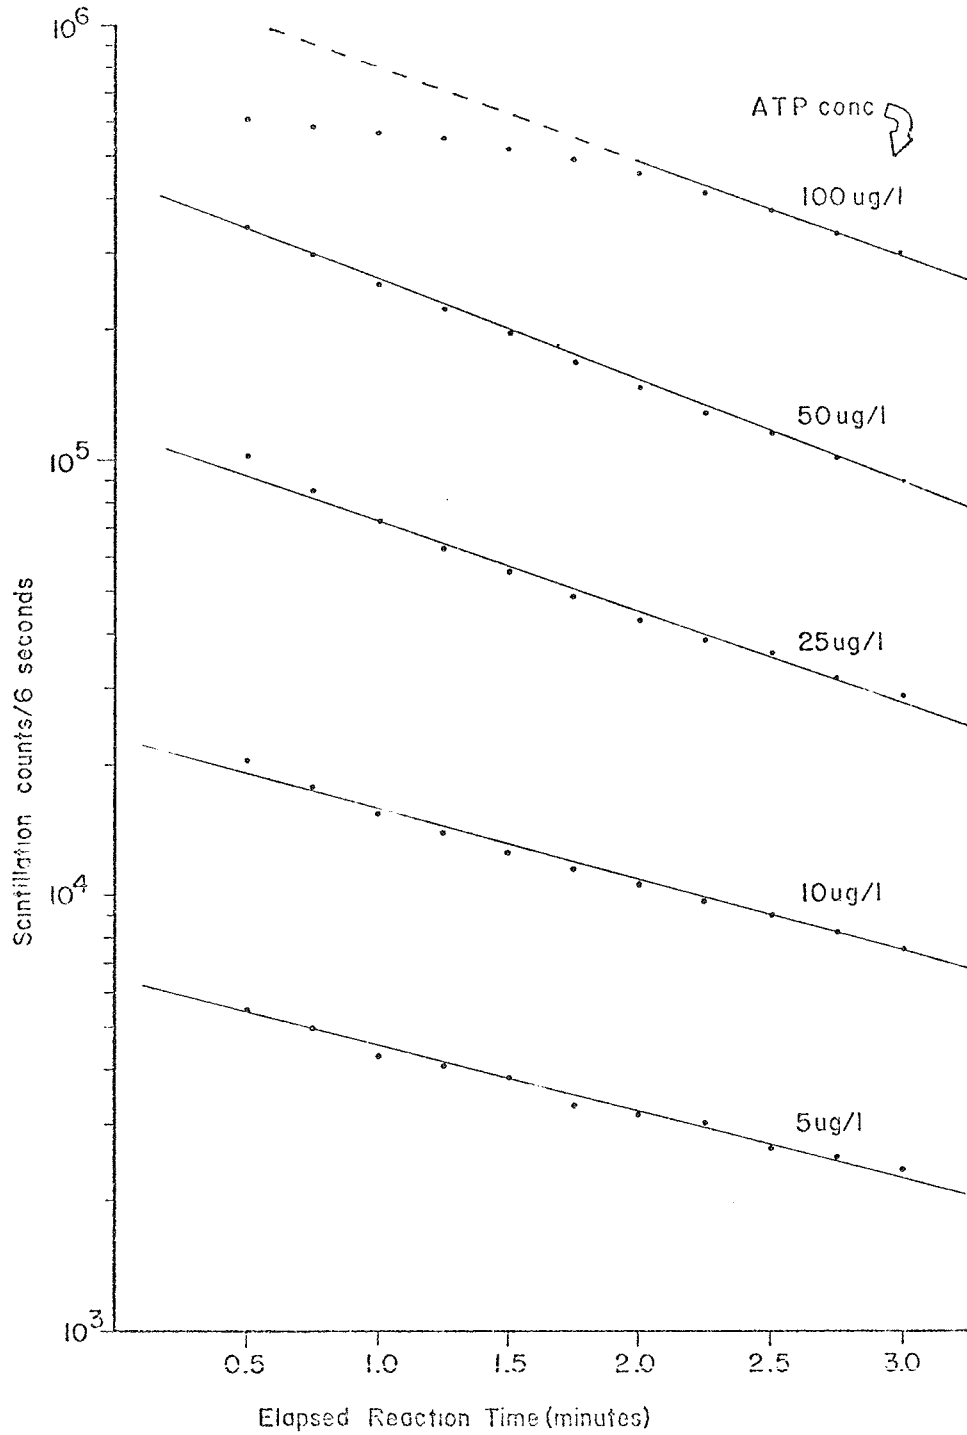 10^6
ATP conc
100 ug/l
50 ug/l
10^5
25 ug/l
10^4
10 ug/l
5 ug/l
10^3
0.5 1.0 1.5 2.0 2.5 3.0
Scintillation counts/6 seconds
Elapsed Reaction Time (minutes)